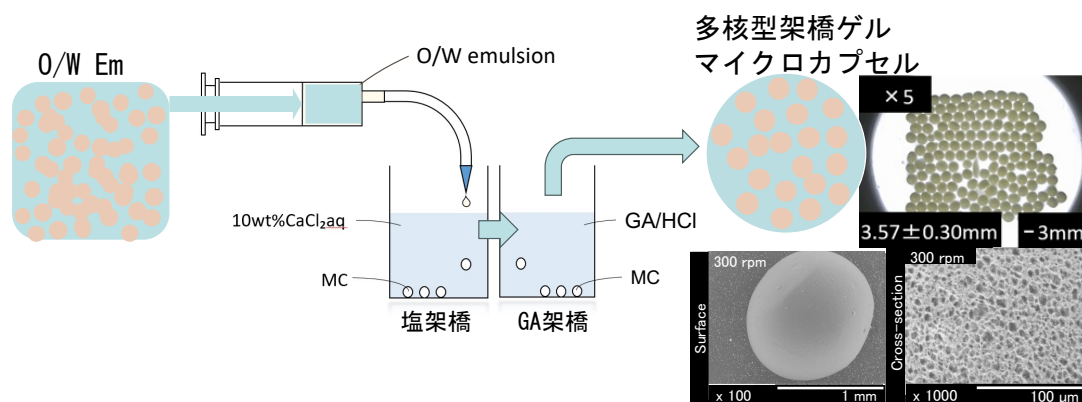 O/W Em
O/W emulsion
10wt%CaCl₂aq
MC
塩架橋
GA/HCl
MC
GA架橋
多核型架橋ゲル
マイクロカプセル
×5
3.57±0.30mm
-3mm
300 rpm
Surface
x 100
1 mm
300 rpm
Cross-section
x 1000
100 um